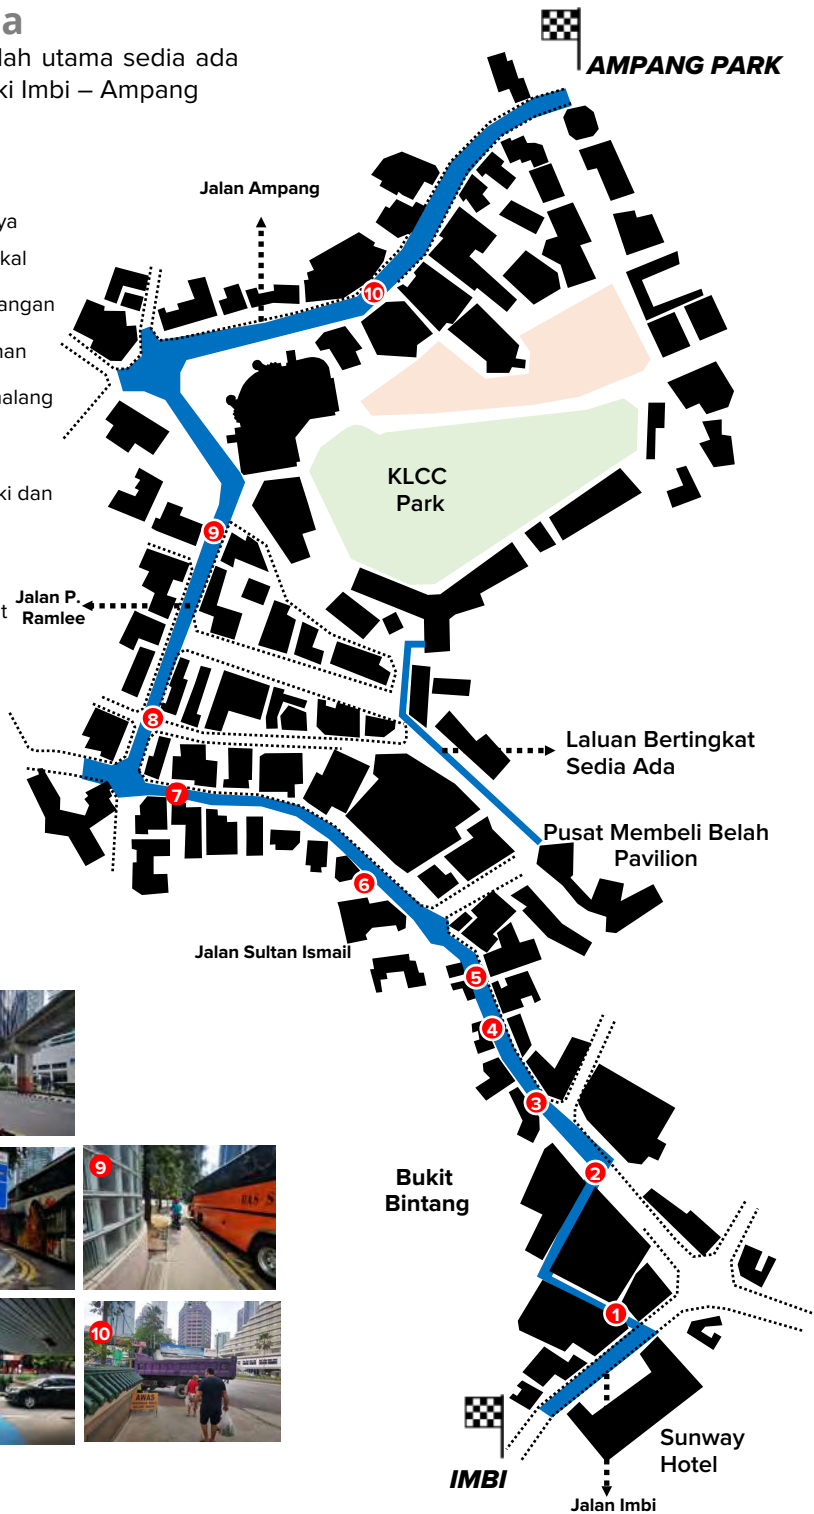 a
lah utama sedia ada
ki Imbi – Ampang
AMPANG PARK
Jalan Ampang
ya
kal
10
angan
nan
nalang
KLCC
Park
ki dan
9
Jalan P.
Ramlee
t
8
Laluan Bertingkat
Sedia Ada
7
Pusat Membeli Belah
Pavilion
6
Jalan Sultan Ismail
5
4
3
9
2
Bukit
Bintang
1
10
AWAS
IMBI
Sunway
Hotel
Jalan Imbi